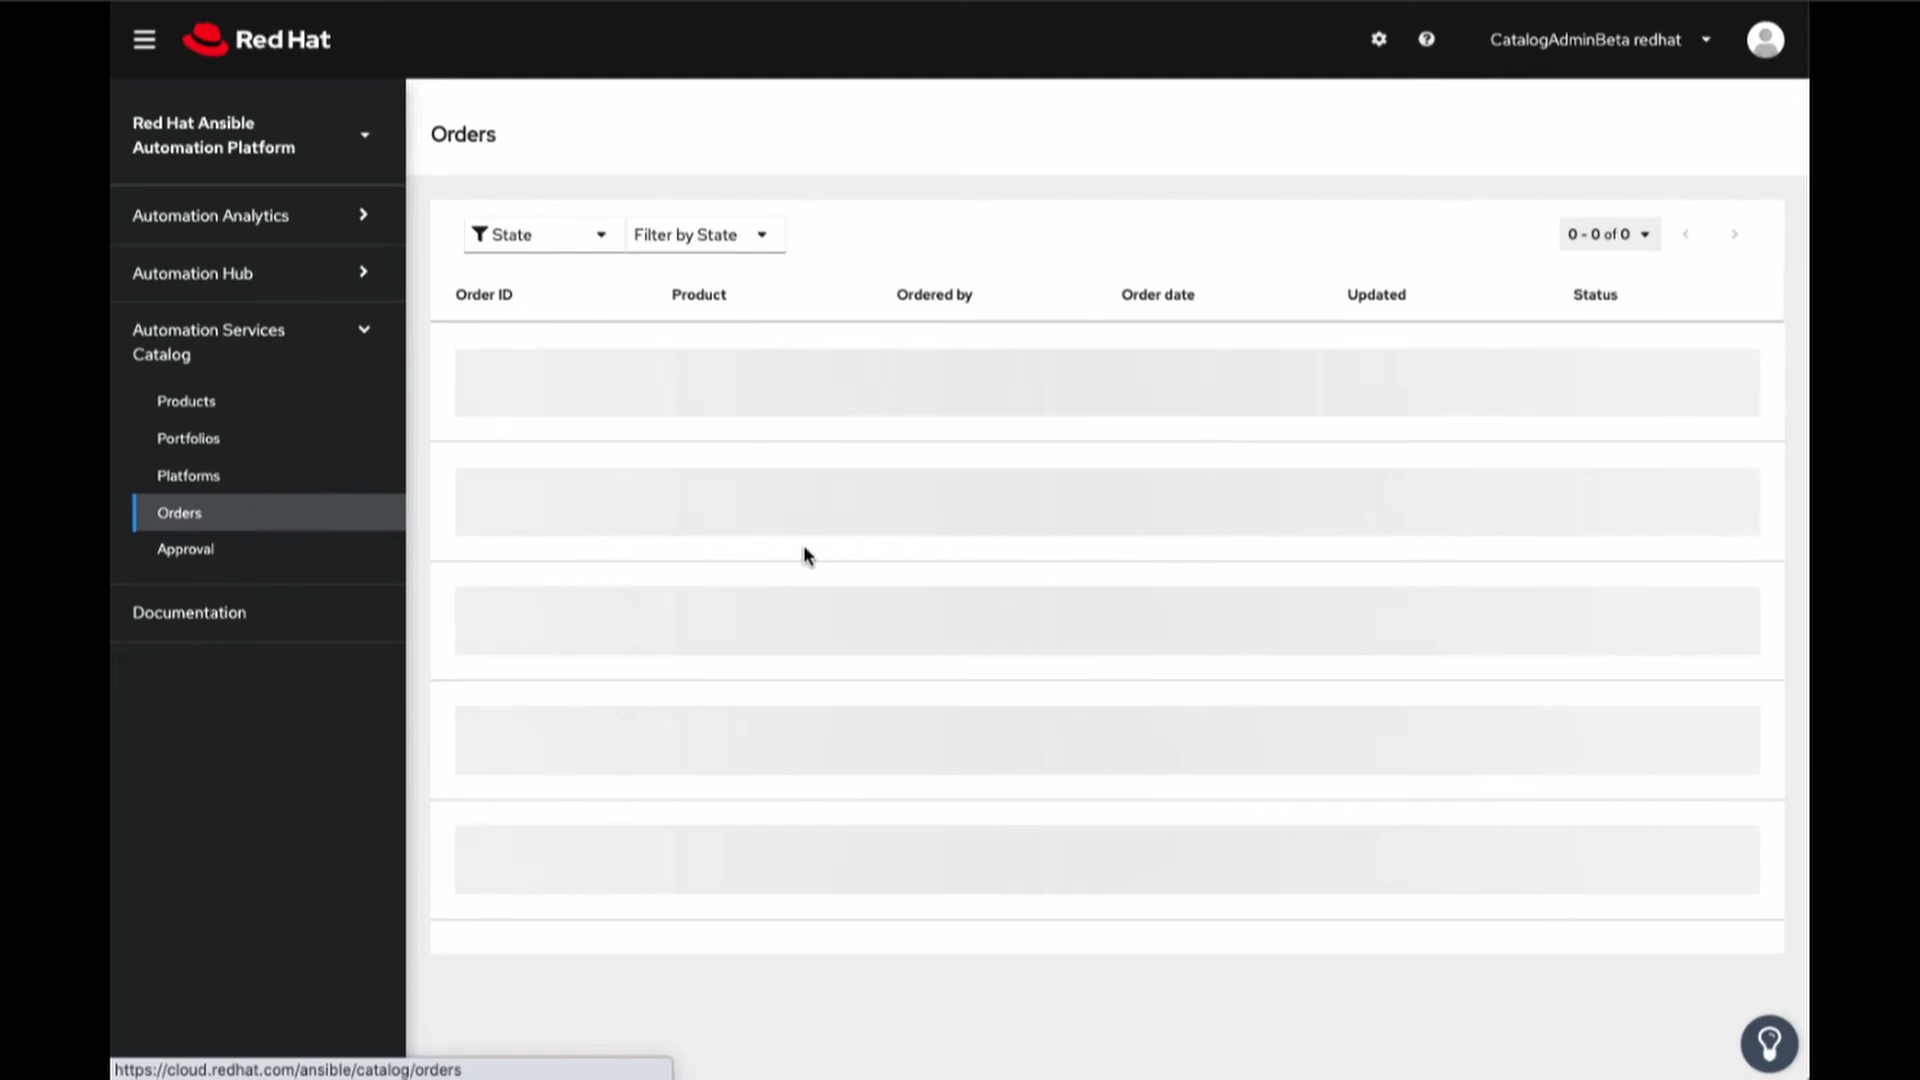 Red Hat
CatalogAdminBeta redhat
Red Hat Ansible
Automation Platform
Automation Analytics
Automation Hub
Automation Services
Catalog
Products
Portfolios
Platforms
Orders
Approval
Documentation
Orders
State
Filter by State
0 - 0 of 0
Order ID
Product
Ordered by
Order date
Updated
Status
https://cloud.redhat.com/ansible/catalog/orders